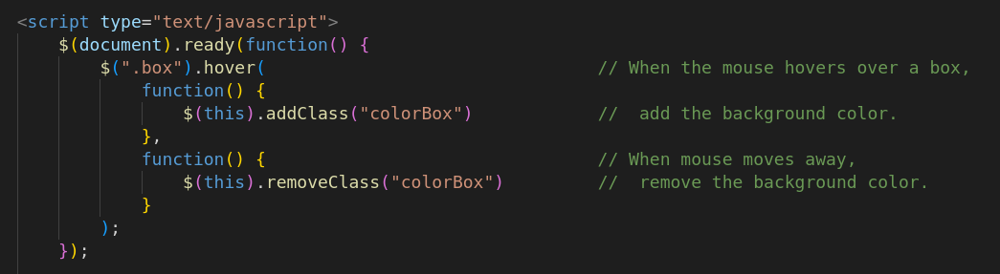 <script type="text/javascript">
    $(document).ready(function() {
        $(".box").hover(                                // When the mouse hovers over a box,
            function() {
                $(this).addClass("colorBox")            //  add the background color.
            },
            function() {                                // When mouse moves away,
                $(this).removeClass("colorBox")         //  remove the background color.
            }
        );
    });